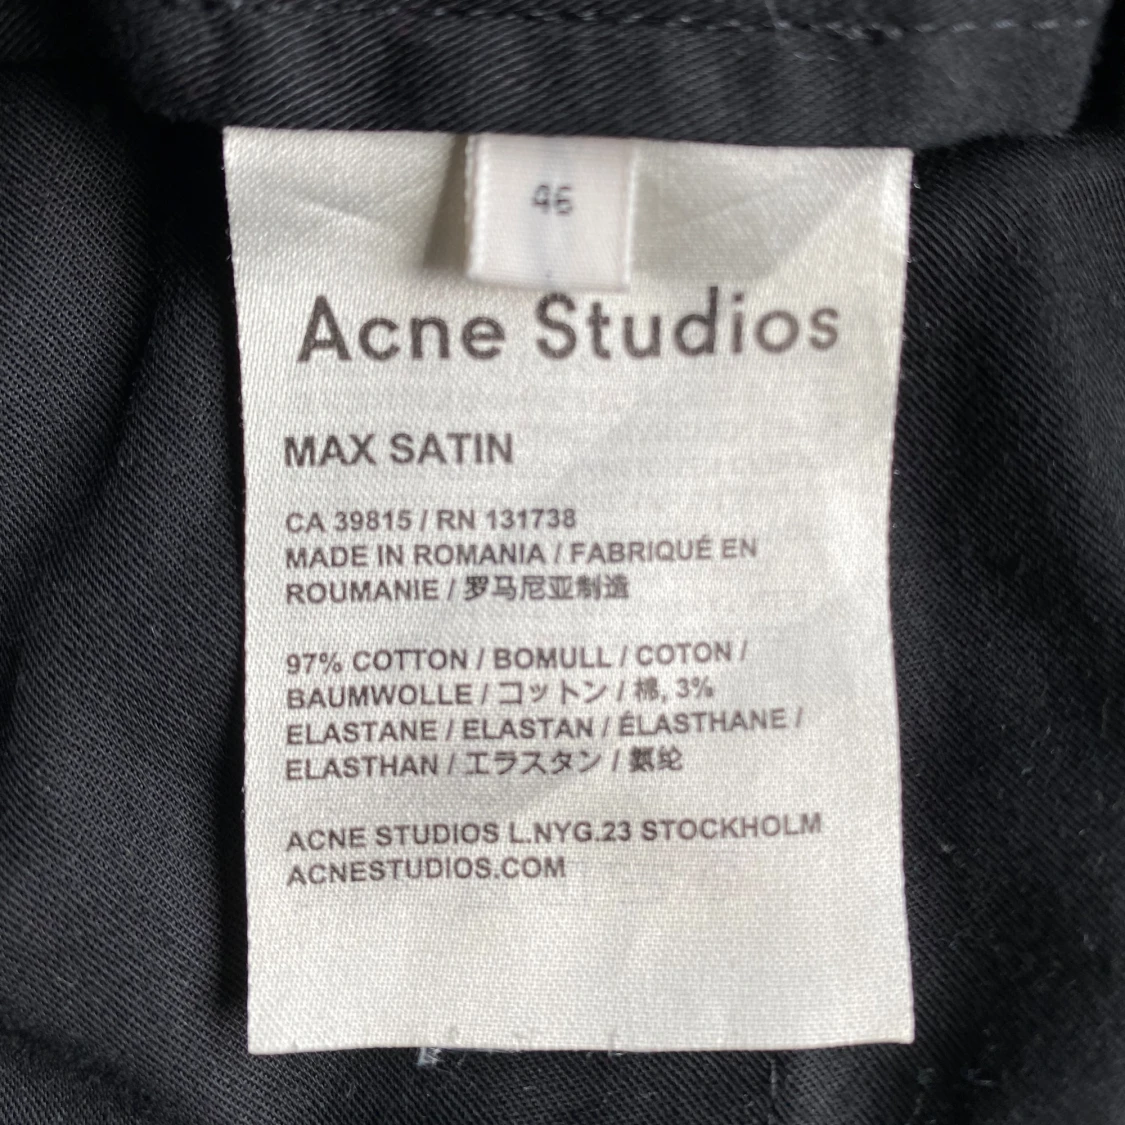 46
Acne Studios
MAX SATIN
CA 39815 / RN 131738
MADE IN ROMANIA / FABRIQUÉ EN
ROUMANIE / 罗马尼亚制造
97% COTTON / BOMULL / COTON /
BAUMWOLLE / コットン / 棉, 3%
ELASTANE / ELASTAN / ÉLASTHANE /
ELASTHAN / エラスタン / 氨纶
ACNE STUDIOS L.NYG.23 STOCKHOLM
ACNESTUDIOS.COM